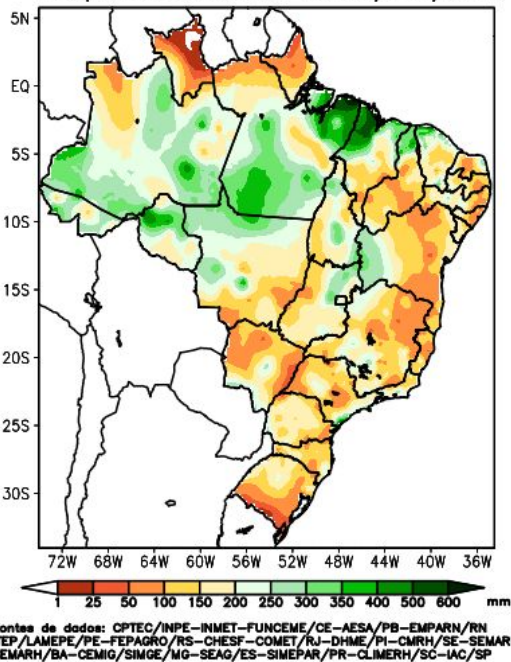 5N
EQ
5S
10S
15S
20S
25S
30S
72W 68W 64W 60W 56W 52W 48W 44W 40W 36W
1 25 50 100 150 200 250 300 350 400 500 600 mm
ontes de dados: CPTEC/INPE-INMET-FUNCEME/CE-AESA/PB-EMPARN/RN
EP/LAMEPE/PE-FEPAGRO/RS-CHESF-COMET/RJ-DHME/PI-CMRH/SE-SEMAR
EMARH/BA-CEMIG/SIMGE/MG-SEAG/ES-SIMEPAR/PR-CLIMERH/SC-IAC/SP